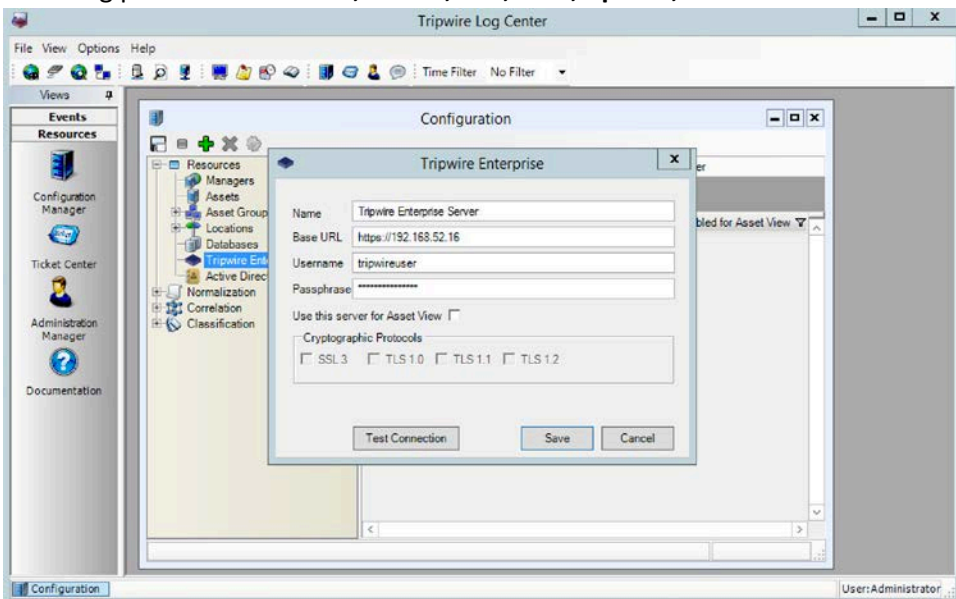 Tripwire Log Center
File View Options Help
Time Filter No Filter
Views
Events
Resources
Configuration Manager
Ticket Center
Administration Manager
Documentation
Configuration
Resources
Managers
Assets
Asset Group
Locations
Databases
Tripwire Ent
Active Direc
Normalization
Correlation
Classification
er
bled for Asset View
Tripwire Enterprise
Name Tripwire Enterprise Server
Base URL https://192.168.52.16
Username tripwireuser
Passphrase ***************
Use this server for Asset View
Cryptographic Protocols
SSL 3 TLS 1.0 TLS 1.1 TLS 1.2
Test Connection Save Cancel
Configuration
User:Administrator